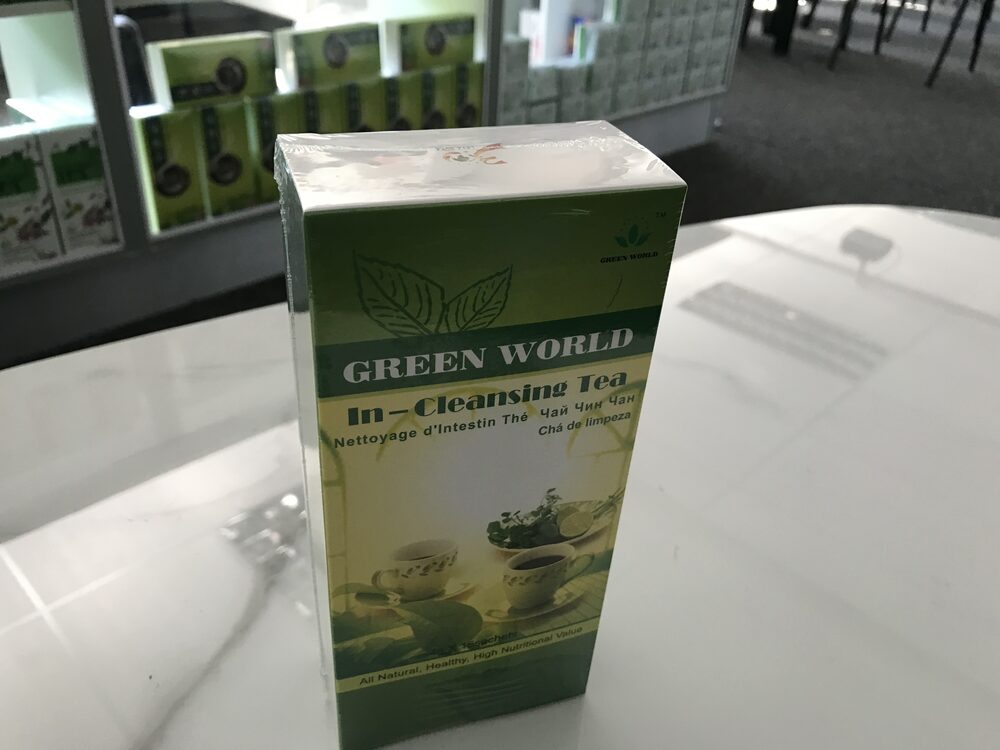 TM
GREEN WORLD
GREEN WORLD
In-Cleansing Tea
Nettoyage d'Intestin Thé Чай Чин Чан
Chá de limpeza
All Natural, Healthy, High Nutritional Value